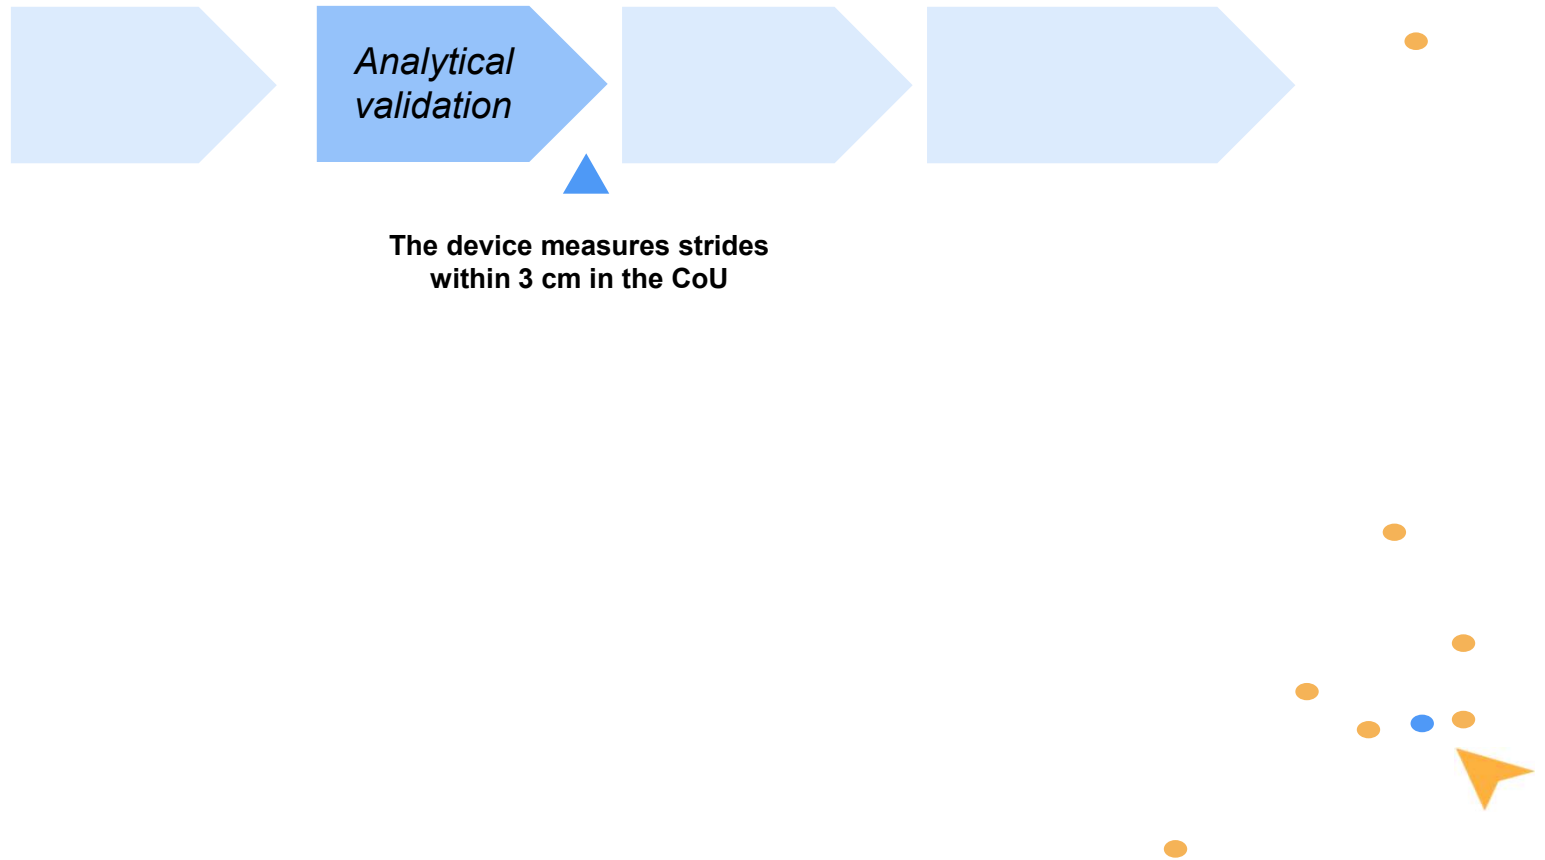 Analytical
validation
The device measures strides
within 3 cm in the CoU